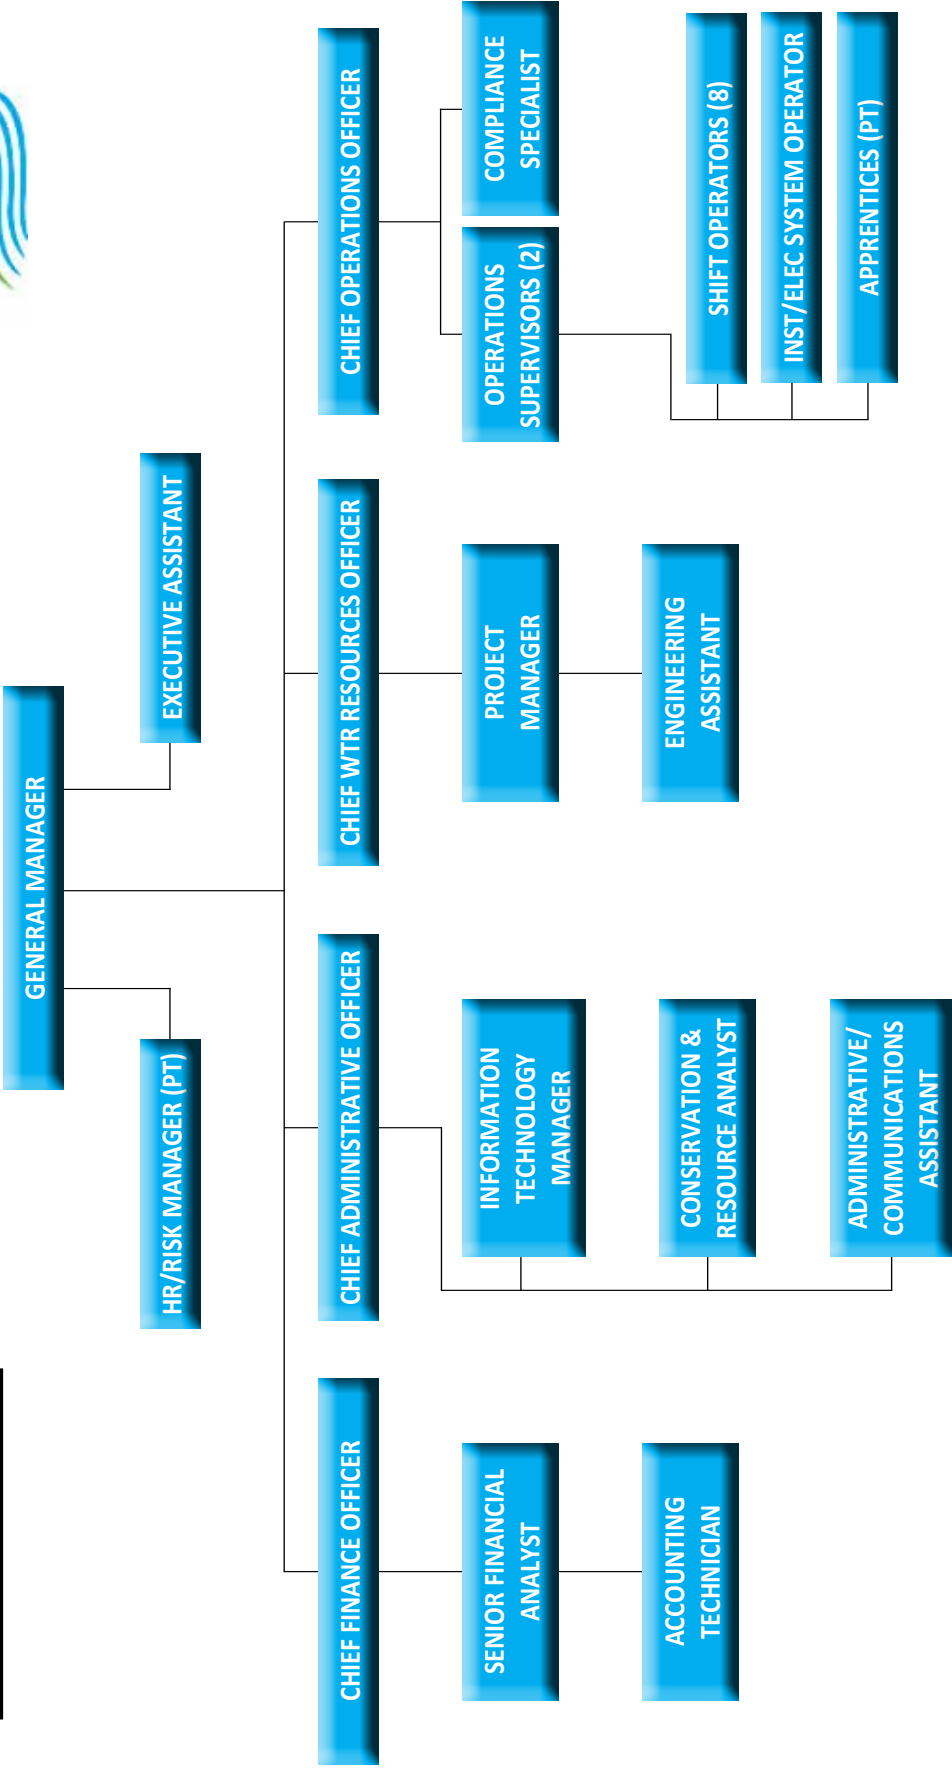 GENERAL MANAGER
HR/RISK MANAGER (PT)
EXECUTIVE ASSISTANT
CHIEF FINANCE OFFICER
CHIEF ADMINISTRATIVE OFFICER
CHIEF WTR RESOURCES OFFICER
CHIEF OPERATIONS OFFICER
SENIOR FINANCIAL
ANALYST
ACCOUNTING
TECHNICIAN
INFORMATION
TECHNOLOGY
MANAGER
CONSERVATION &
RESOURCE ANALYST
ADMINISTRATIVE/
COMMUNICATIONS
ASSISTANT
PROJECT
MANAGER
ENGINEERING
ASSISTANT
OPERATIONS
SUPERVISORS (2)
COMPLIANCE
SPECIALIST
SHIFT OPERATORS (8)
INST/ELEC SYSTEM OPERATOR
APPRENTICES (PT)